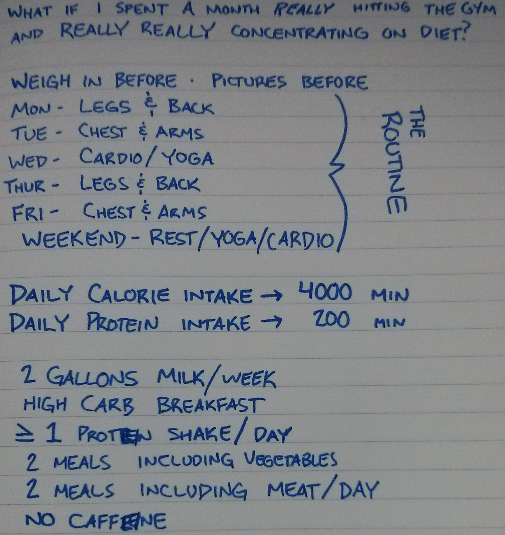 WHAT IF I SPENT A MONTH REALLY HITTING THE GYM
AND REALLY REALLY CONCENTRATING ON DIET?
WEIGH IN BEFORE · PICTURES BEFORE
MON - LEGS & BACK
TUE - CHEST & ARMS
WED - CARDIO/YOGA
THUR - LEGS & BACK
FRI - CHEST & ARMS
WEEKEND - REST/YOGA/CARDIO
THE
ROUTINE
DAILY CALORIE INTAKE → 4000 MIN
DAILY PROTEIN INTAKE → 200 MIN
2 GALLONS MILK/WEEK
HIGH CARB BREAKFAST
≥ 1 PROTEIN SHAKE/DAY
2 MEALS INCLUDING VEGETABLES
2 MEALS INCLUDING MEAT/DAY
NO CAFFEINE